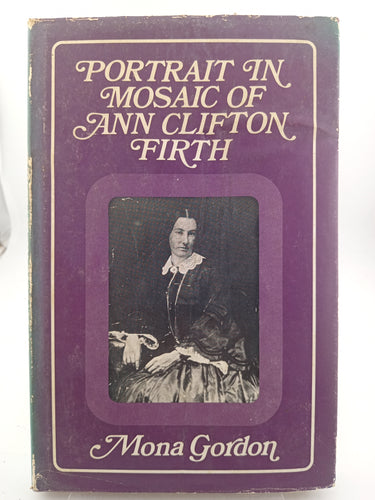 PORTRAIT IN
MOSAIC OF
ANN CLIFTON
FIRTH
Mona Gordon